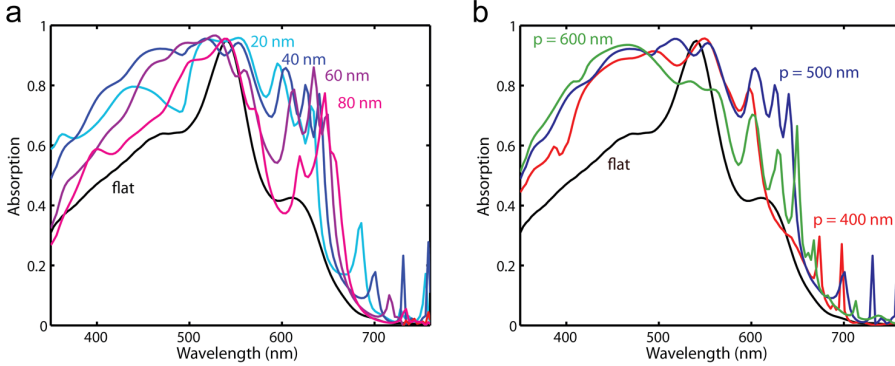 a
1
0.8
0.6
0.4
0.2
0
Absorption
400
500
600
700
Wavelength (nm)
20 nm
40 nm
60 nm
80 nm
flat
b
1
0.8
0.6
0.4
0.2
0
Absorption
400
500
600
700
Wavelength (nm)
p = 600 nm
p = 500 nm
flat
p = 400 nm